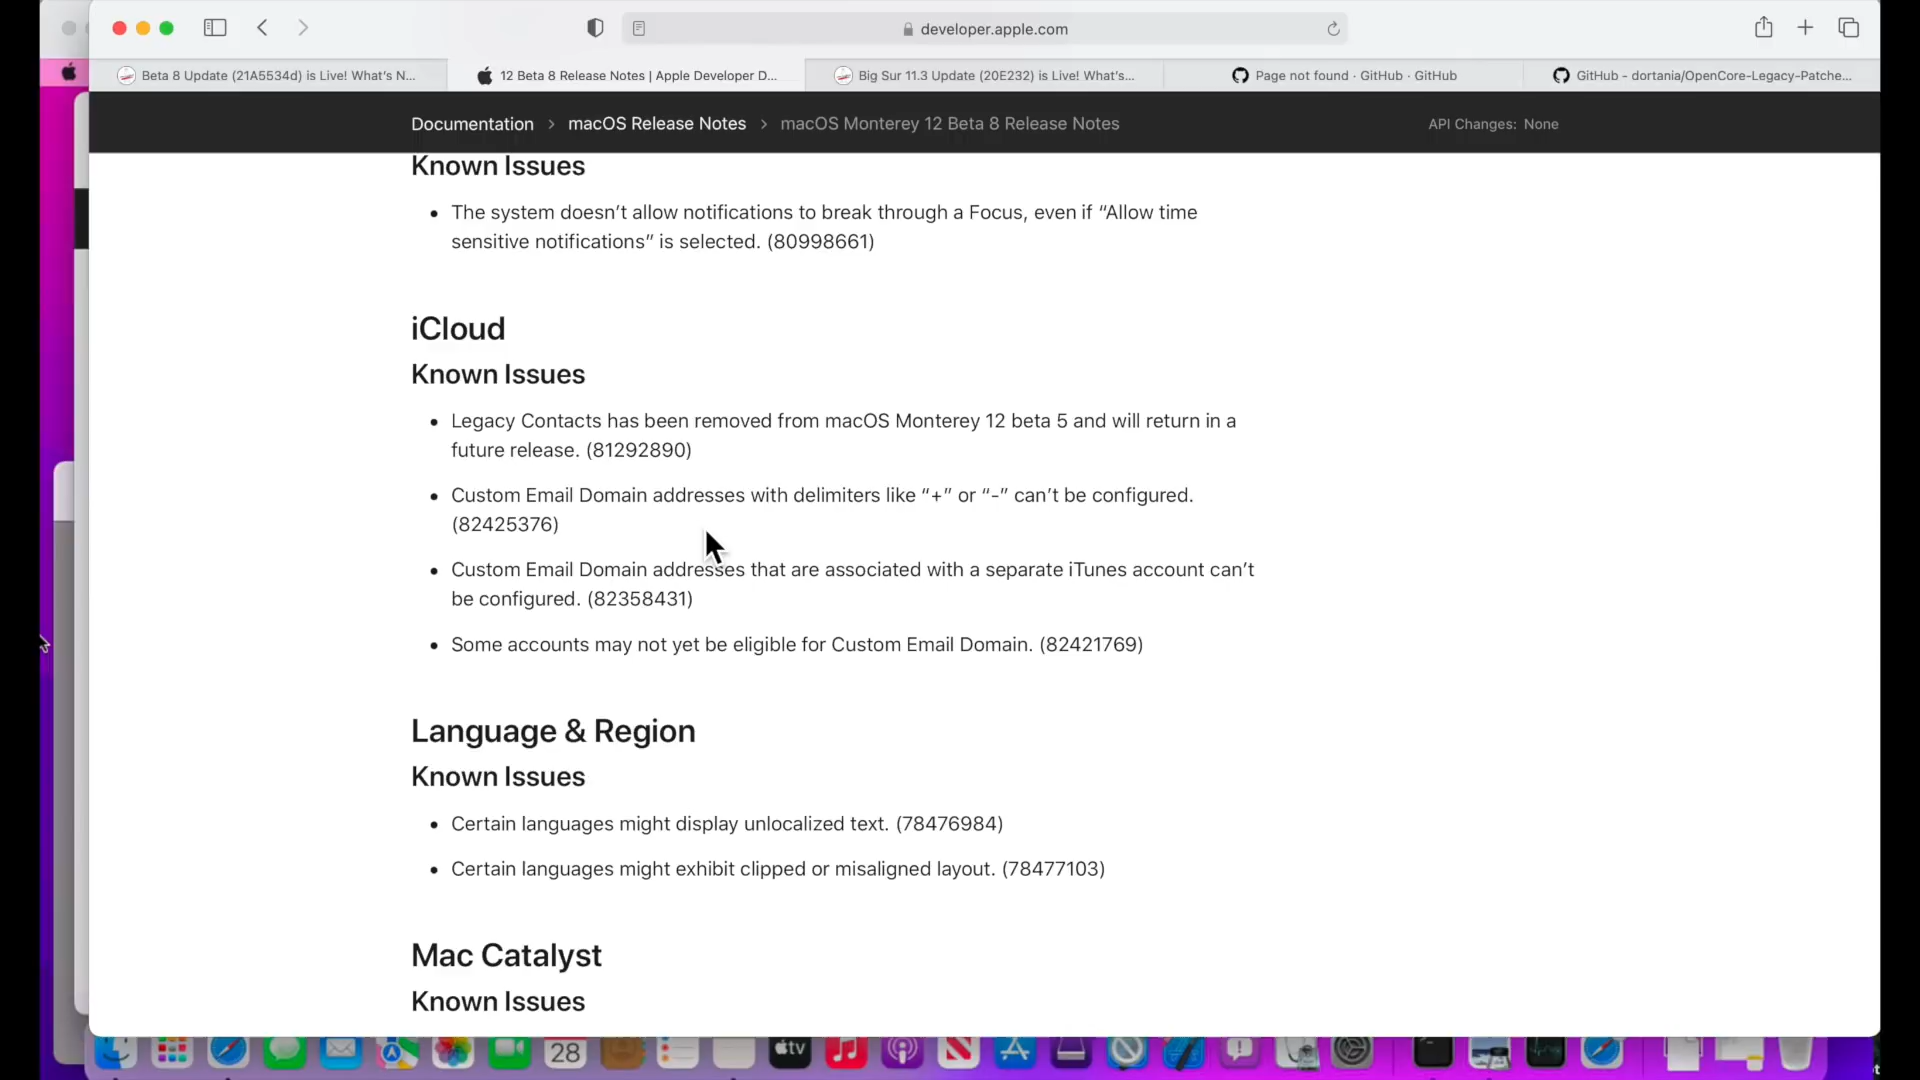 developer.apple.com
Beta 8 Update (21A5534d) is Live! What's N...
12 Beta 8 Release Notes | Apple Developer D...
Big Sur 11.3 Update (20E232) is Live! What's...
Page not found · GitHub · GitHub
GitHub - dortania/OpenCore-Legacy-Patche...
Documentation > macOS Release Notes > macOS Monterey 12 Beta 8 Release Notes
API Changes: None
Known Issues
• The system doesn’t allow notifications to break through a Focus, even if “Allow time
sensitive notifications” is selected. (80998661)
iCloud
Known Issues
• Legacy Contacts has been removed from macOS Monterey 12 beta 5 and will return in a
future release. (81292890)
• Custom Email Domain addresses with delimiters like “+” or “-” can’t be configured.
(82425376)
• Custom Email Domain addresses that are associated with a separate iTunes account can’t
be configured. (82358431)
• Some accounts may not yet be eligible for Custom Email Domain. (82421769)
Language & Region
Known Issues
• Certain languages might display unlocalized text. (78476984)
• Certain languages might exhibit clipped or misaligned layout. (78477103)
Mac Catalyst
Known Issues
28
tv